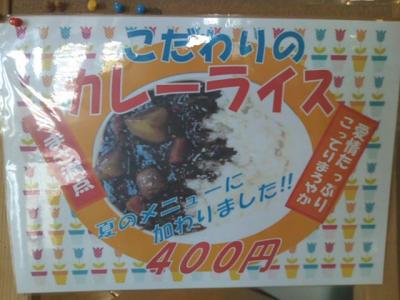 こだわりの
カレーライス
満点
愛情たっぷり
こってりまろやか
夏のメニューに
加わりました!!
400円